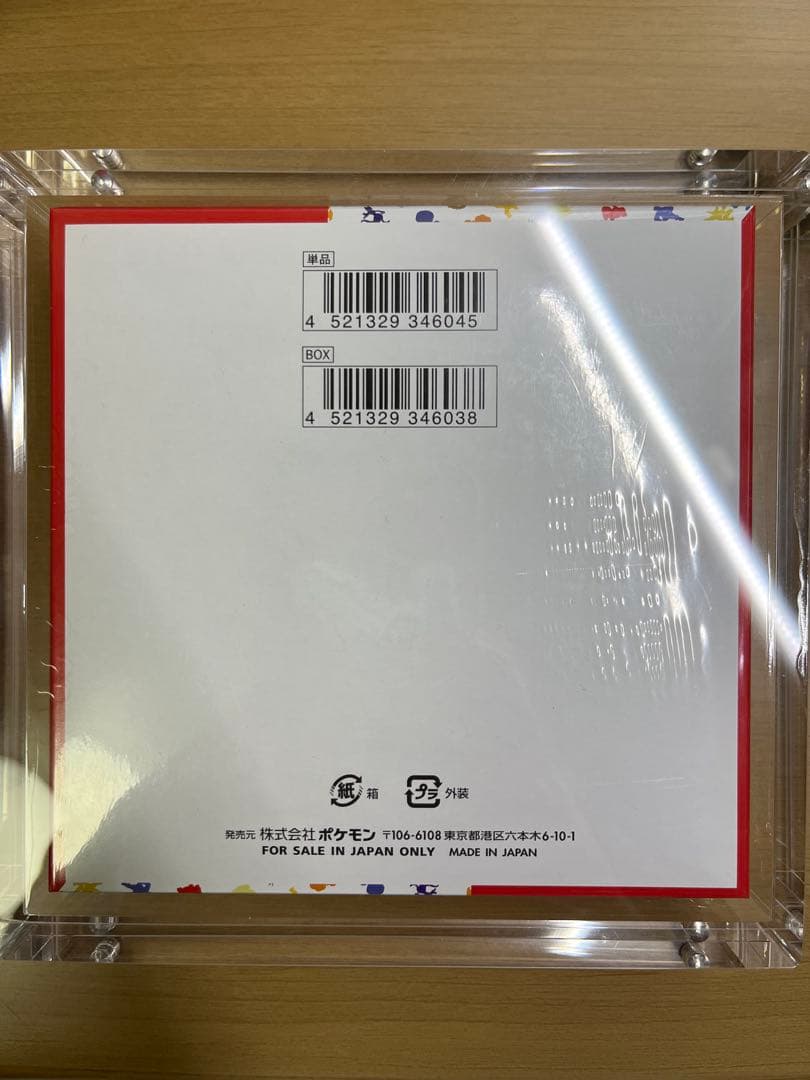 単品
4 521329 346045
BOX
4 521329 346038
紙 箱 プラ 外装
発売元 株式会社 ポケモン 〒106-6108 東京都港区六本木6-10-1
FOR SALE IN JAPAN ONLY MADE IN JAPAN